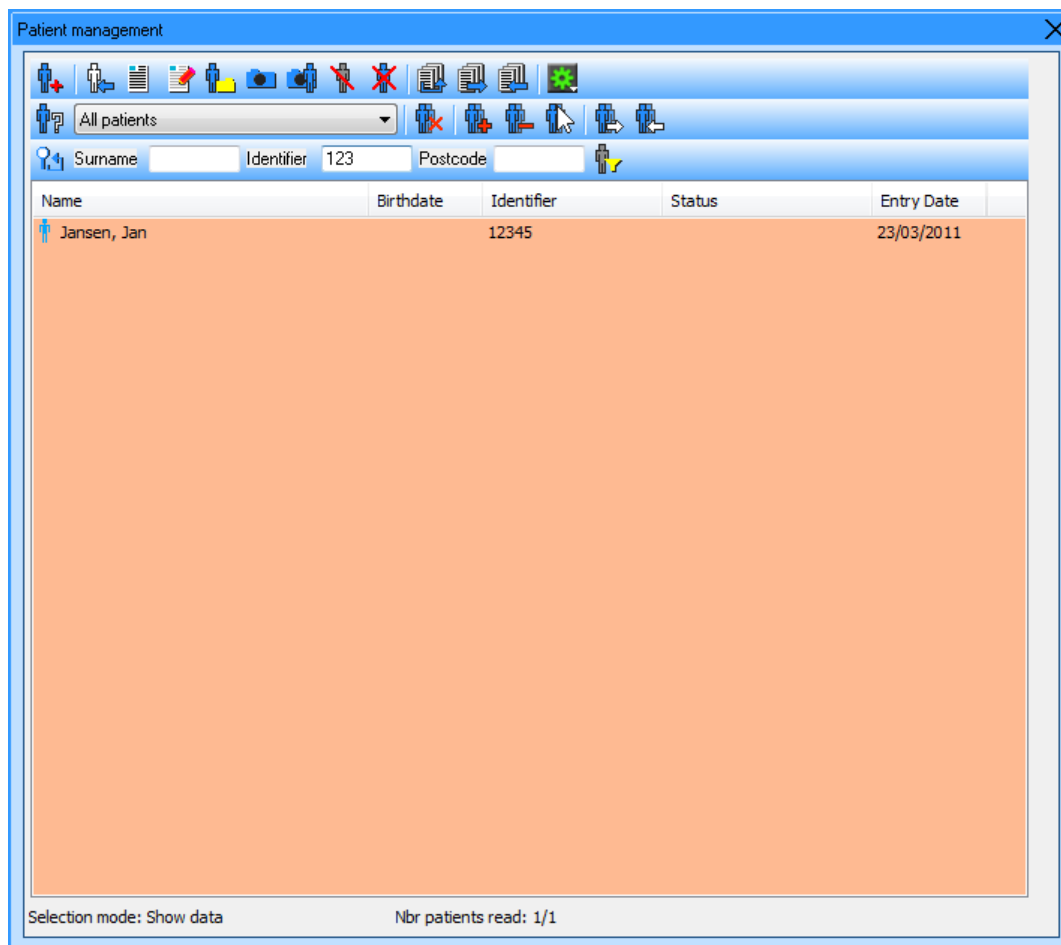 Patient management
All patients
Surname Identifier 123 Postcode
Name Birthdate Identifier Status Entry Date
Jansen, Jan 12345 23/03/2011
Selection mode: Show data Nbr patients read: 1/1